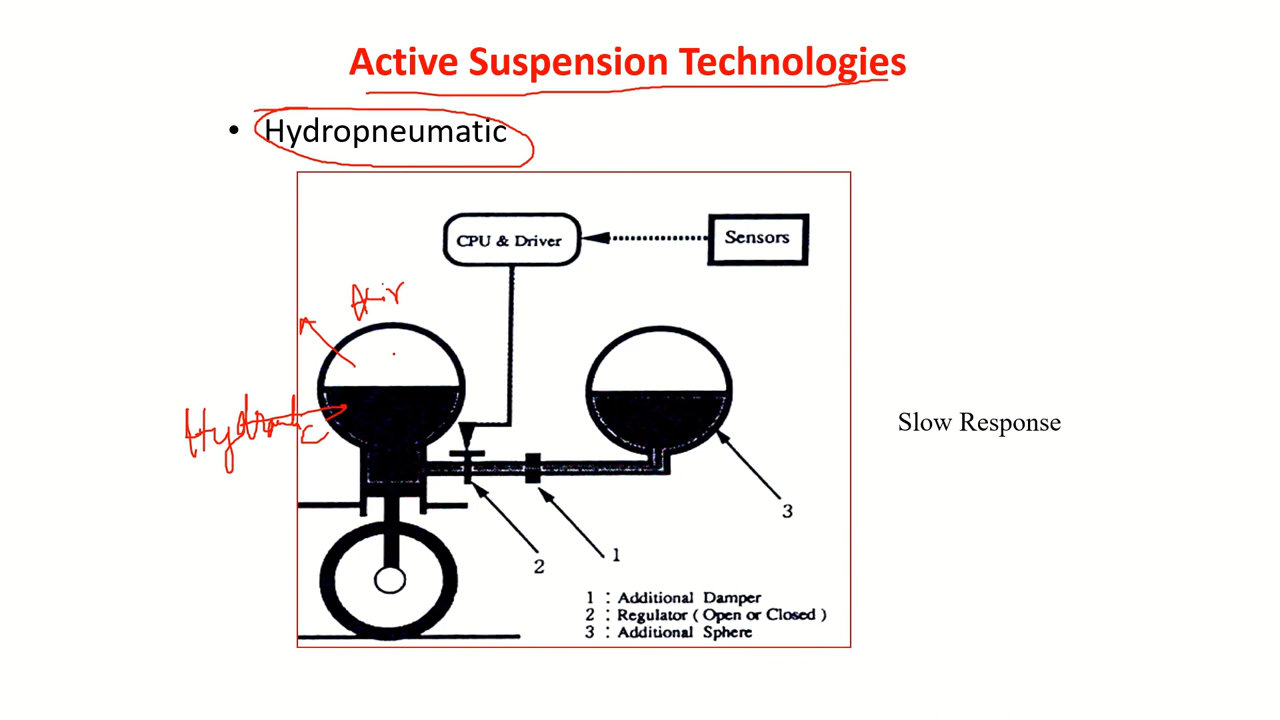 Active Suspension Technologies
• Hydropneumatic
CPU & Driver
Sensors
Air
Hydraulic
Slow Response
3
2
1
1 : Additional Damper
2 : Regulator ( Open or Closed )
3 : Additional Sphere